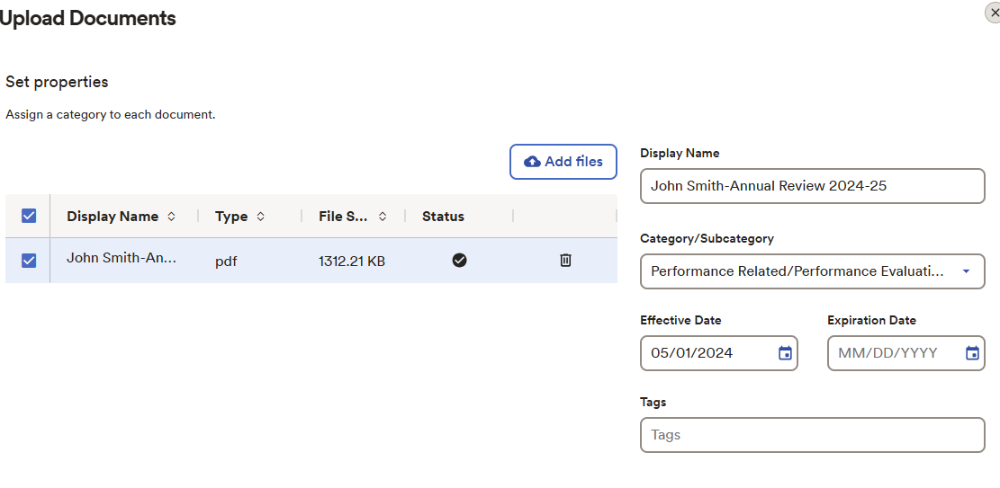 Upload Documents
Set properties
Assign a category to each document.
Add files
Display Name Type File S... Status
John Smith-An... pdf 1312.21 KB
Display Name
John Smith-Annual Review 2024-25
Category/Subcategory
Performance Related/Performance Evaluati...
Effective Date Expiration Date
05/01/2024 MM/DD/YYYY
Tags
Tags